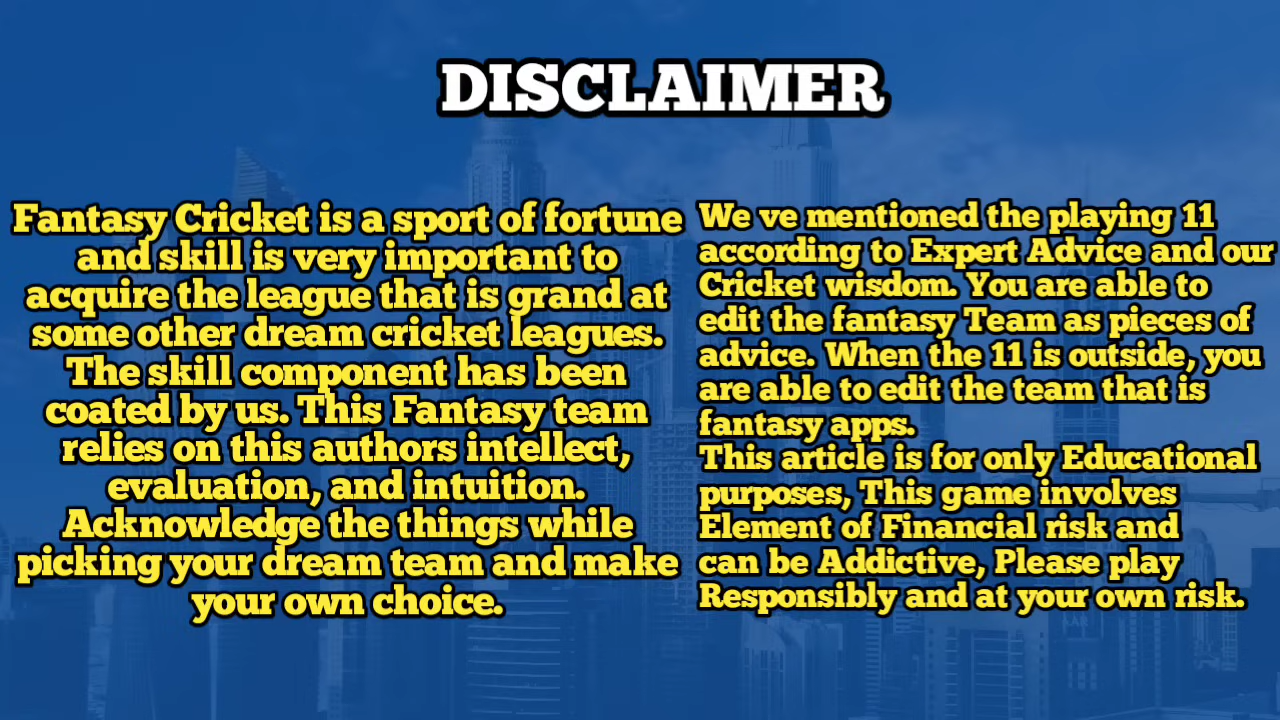 DISCLAIMER
Fantasy Cricket is a sport of fortune
and skill is very important to
acquire the league that is grand at
some other dream cricket leagues.
The skill component has been
coated by us. This Fantasy team
relies on this authors intellect,
evaluation, and intuition.
Acknowledge the things while
picking your dream team and make
your own choice.
We ve mentioned the playing 11
according to Expert Advice and our
Cricket wisdom. You are able to
edit the fantasy Team as pieces of
advice. When the 11 is outside, you
are able to edit the team that is
fantasy apps.
This article is for only Educational
purposes, This game involves
Element of Financial risk and
can be Addictive, Please play
Responsibly and at your own risk.